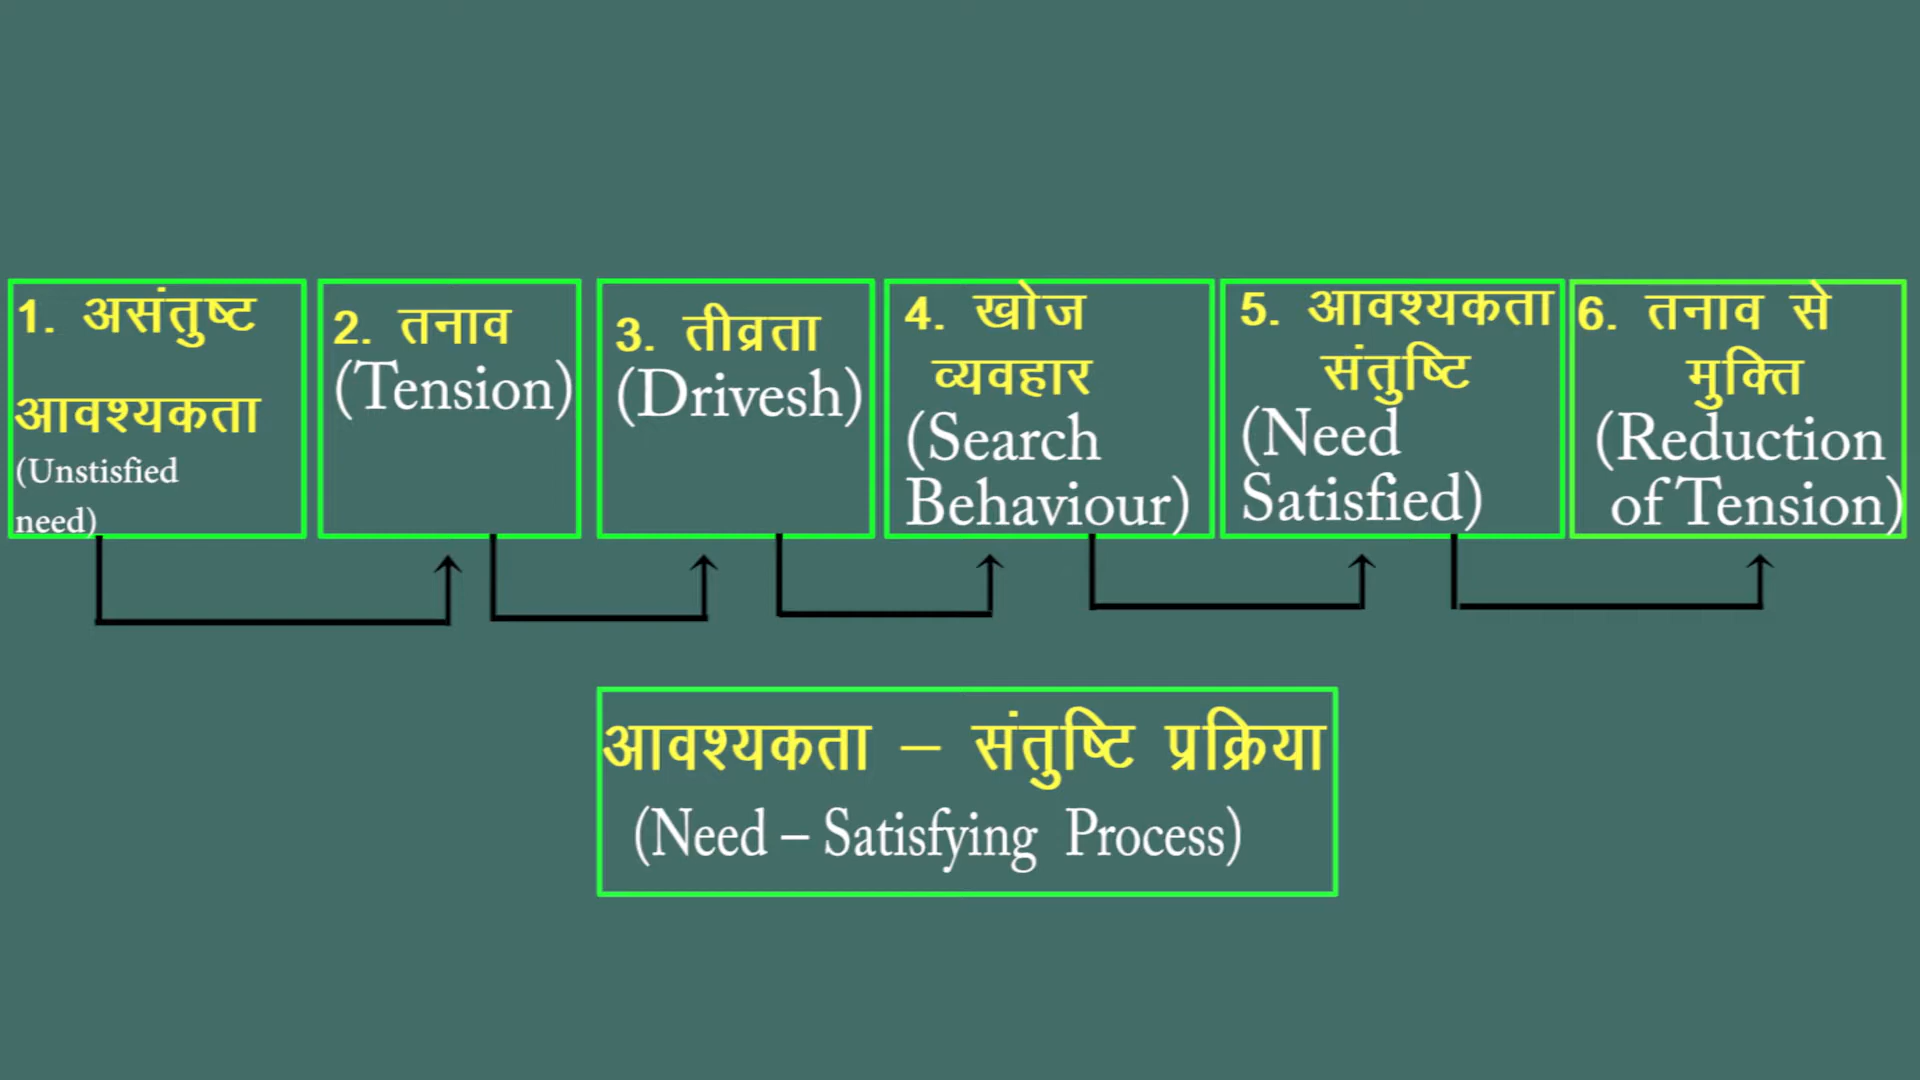 1. असंतुष्ट
आवश्यकता
(Unstisfied
need)
2. तनाव
(Tension)
3. तीव्रता
(Drivesh)
4. खोज
व्यवहार
(Search
Behaviour)
5. आवश्यकता
संतुष्टि
(Need
Satisfied)
6. तनाव से
मुक्ति
(Reduction
of Tension)
आवश्यकता – संतुष्टि प्रक्रिया
(Need – Satisfying Process)